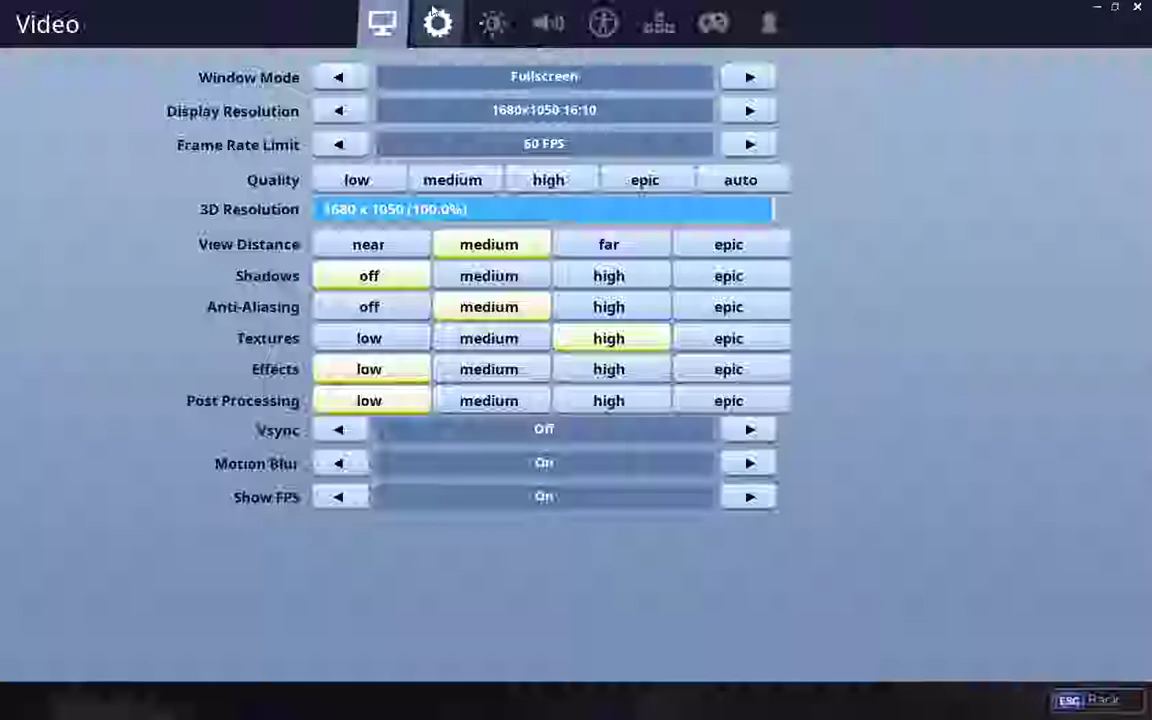 Video
Window Mode ◄ Fullscreen ►
Display Resolution ◄ 1680x1050 16:10 ►
Frame Rate Limit ◄ 60 FPS ►
Quality low medium high epic auto
3D Resolution 1680 x 1050 (100.0%)
View Distance near medium far epic
Shadows off medium high epic
Anti-Aliasing off medium high epic
Textures low medium high epic
Effects low medium high epic
Post Processing low medium high epic
Vsync ◄ Off ►
Motion Blur ◄ On ►
Show FPS ◄ On ►
ESC Back